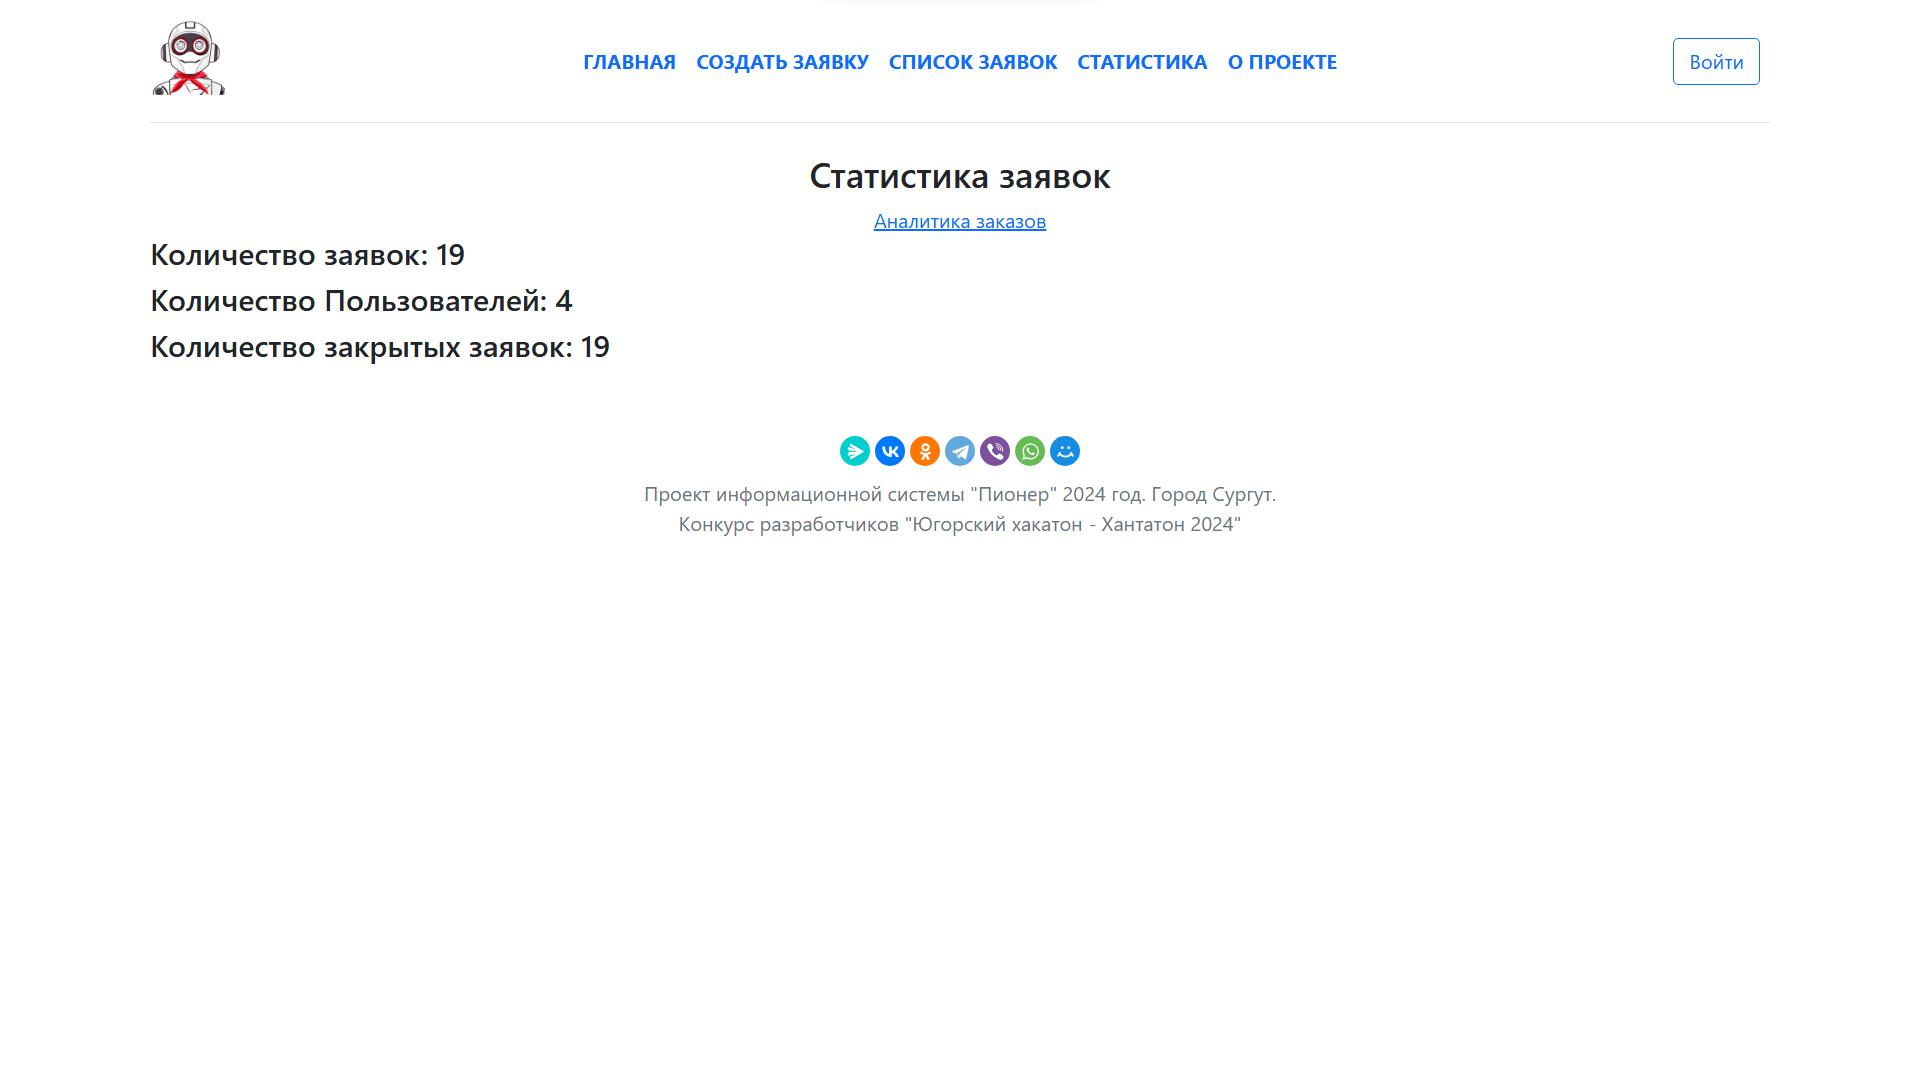 ГЛАВНАЯ СОЗДАТЬ ЗАЯВКУ СПИСОК ЗАЯВОК СТАТИСТИКА О ПРОЕКТЕ Войти
Статистика заявок
Аналитика заказов
Количество заявок: 19
Количество Пользователей: 4
Количество закрытых заявок: 19
Проект информационной системы "Пионер" 2024 год. Город Сургут.
Конкурс разработчиков "Югорский хакатон - Хантатон 2024"